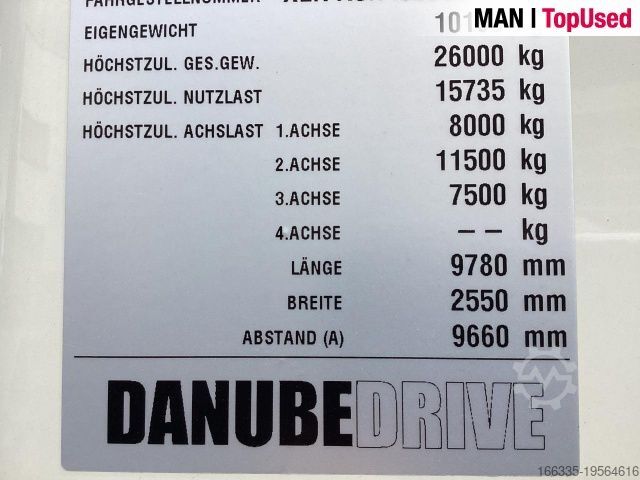 MAN | TopUsed
EIGENGEWICHT
HÖCHSTZUL. GES.GEW. 26000 kg
HÖCHSTZUL. NUTZLAST 15735 kg
HÖCHSTZUL. ACHSLAST 1.ACHSE 8000 kg
2.ACHSE 11500 kg
3.ACHSE 7500 kg
4.ACHSE – – kg
LÄNGE 9780 mm
BREITE 2550 mm
ABSTAND (A) 9660 mm
DANUBEDRIVE
166335-19564616